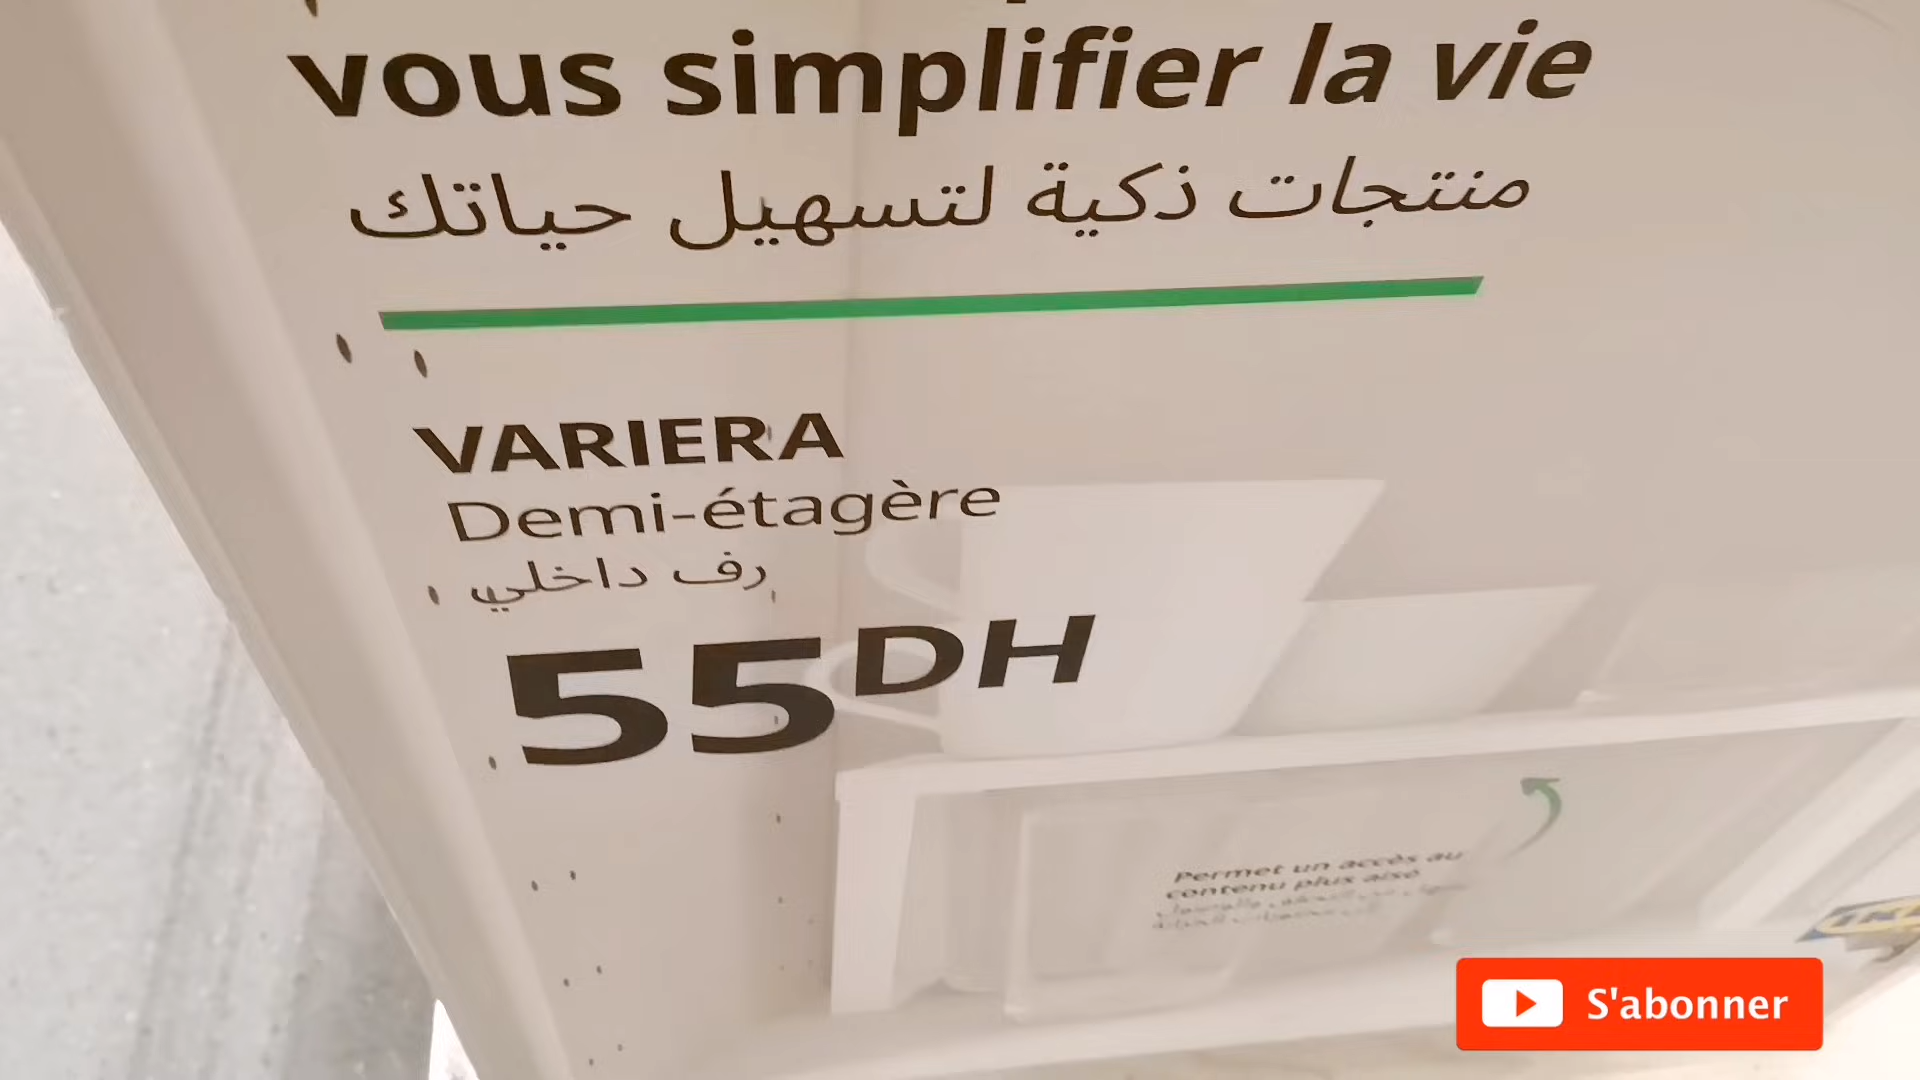 vous simplifier la vie
منتجات ذكية لتسهيل حياتك
VARIERA
Demi-étagère
رف داخلي
55DH
Permet un accès au
contenu plus aisé
S'abonner